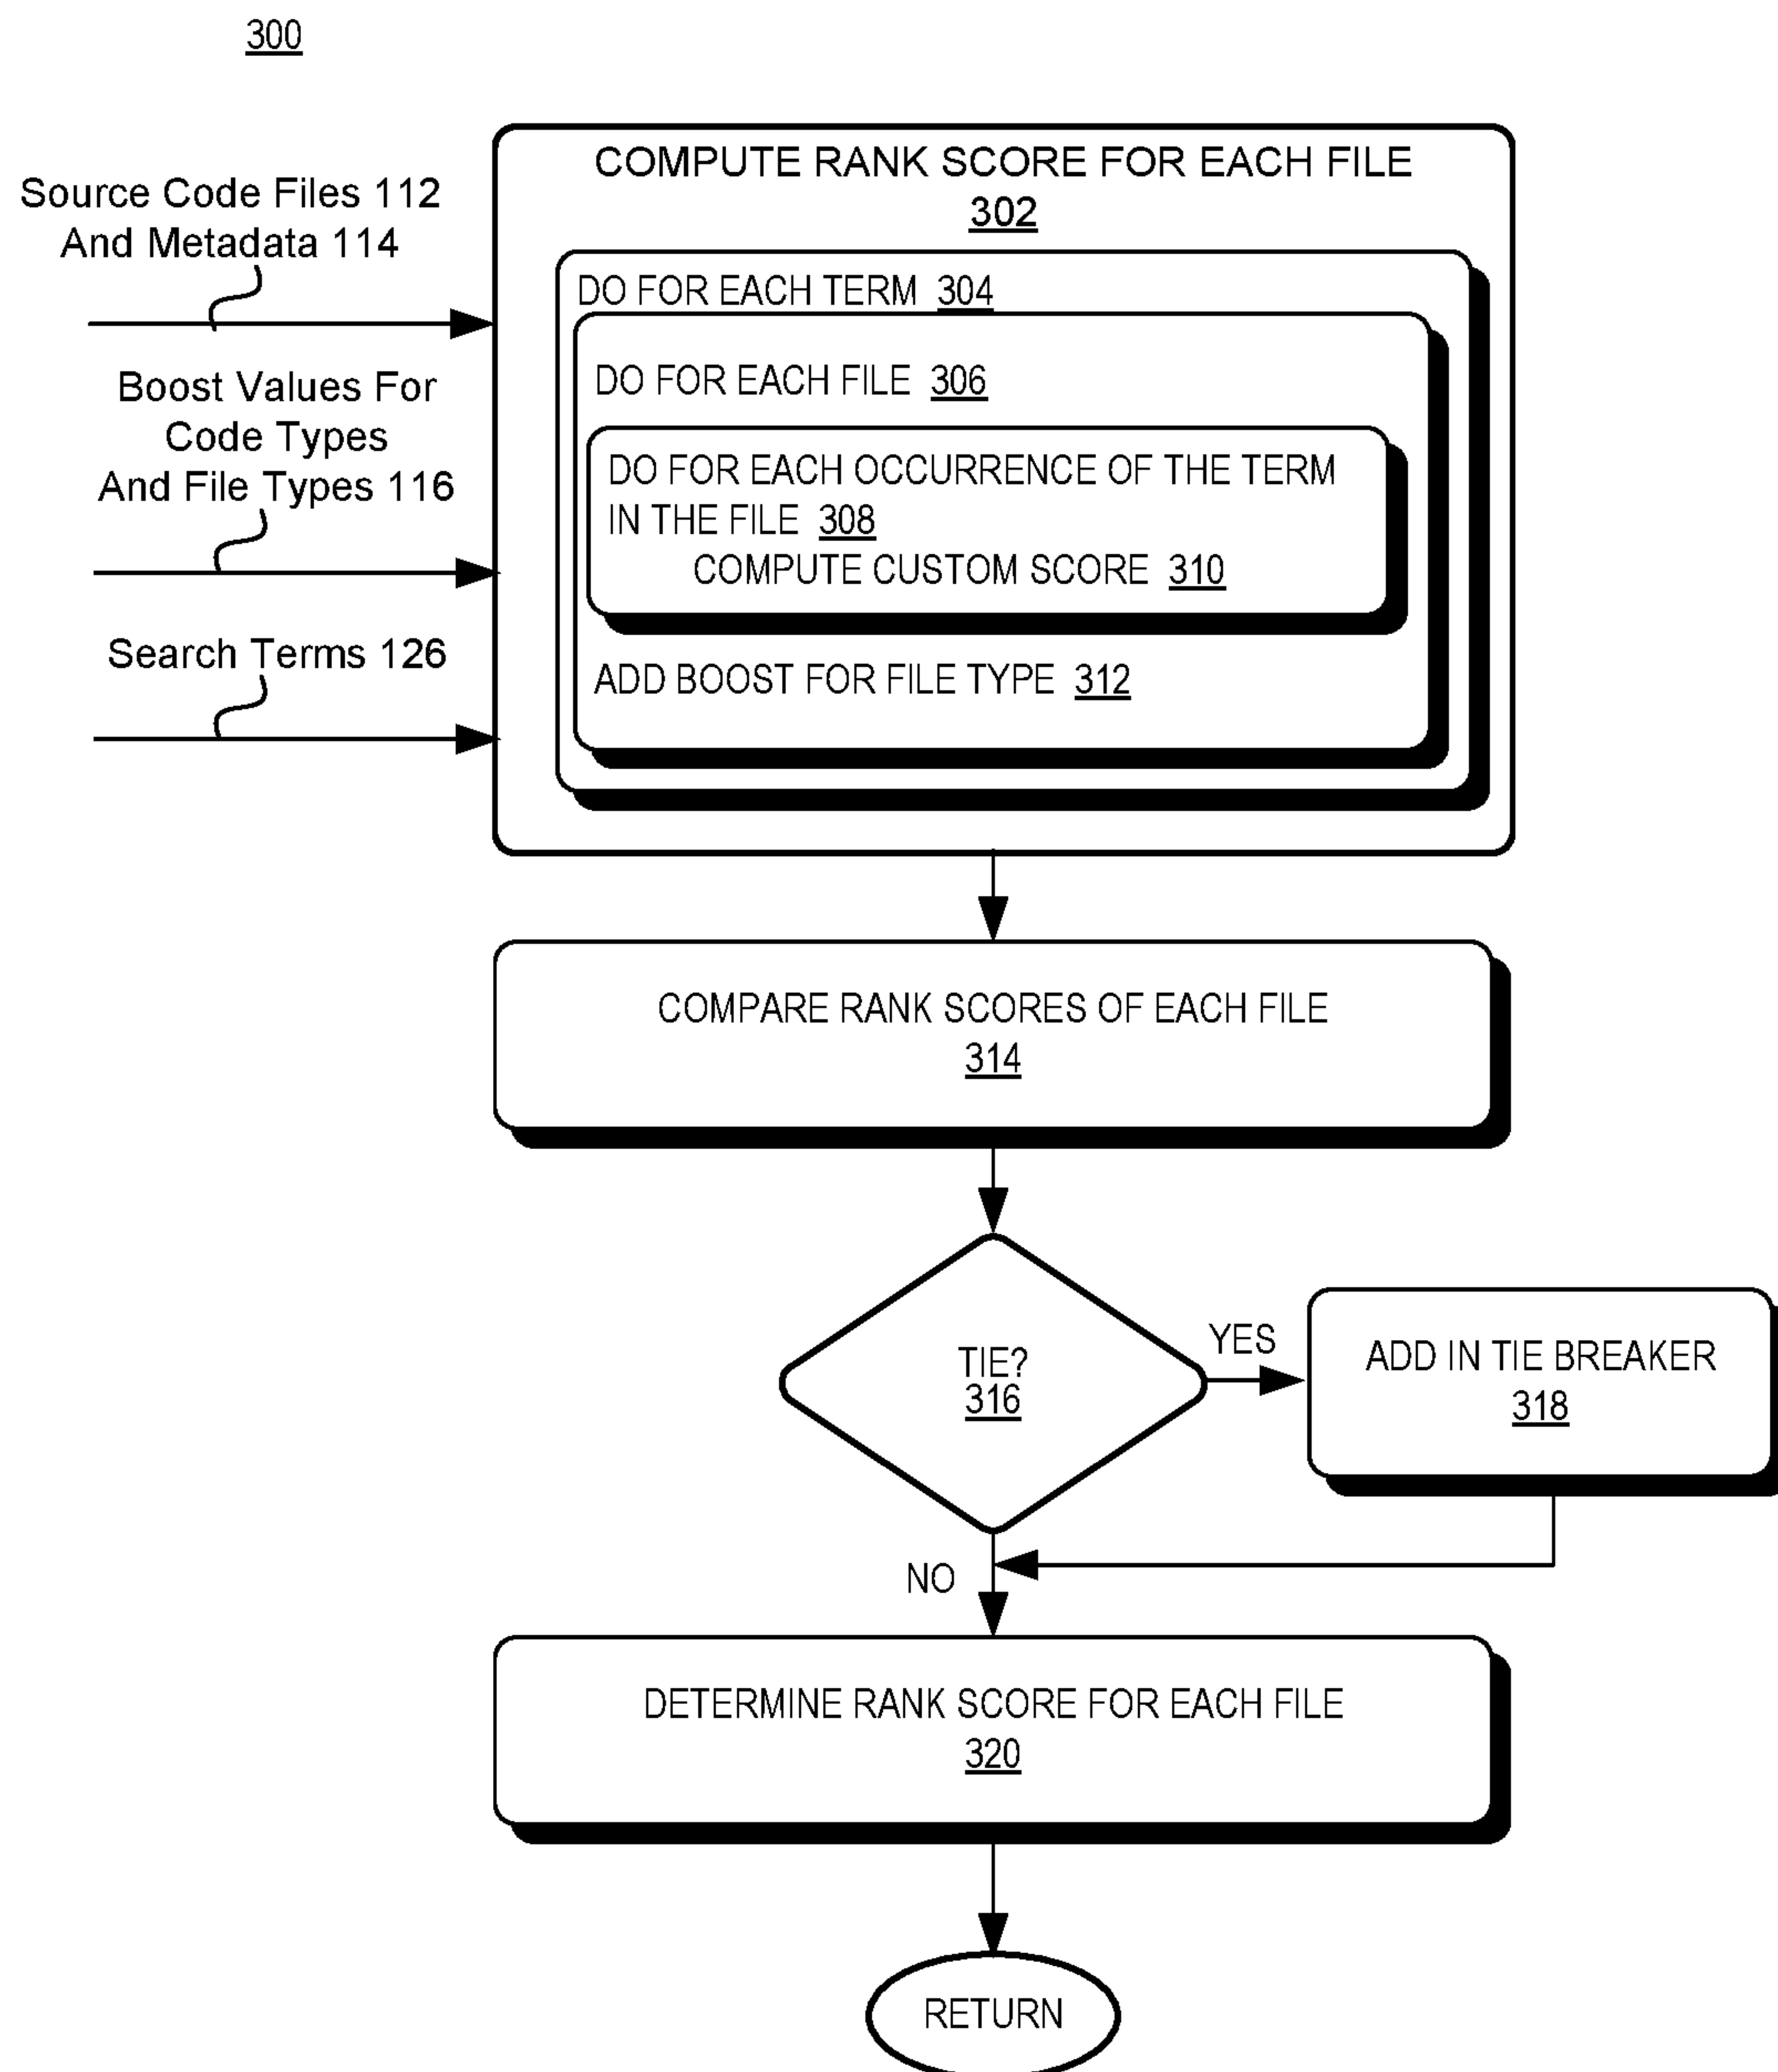 300
COMPUTE RANK SCORE FOR EACH FILE
302
Source Code Files 112
And Metadata 114
DO FOR EACH TERM 304
Boost Values For
Code Types
And File Types 116
DO FOR EACH FILE 306
DO FOR EACH OCCURRENCE OF THE TERM
IN THE FILE 308
COMPUTE CUSTOM SCORE 310
Search Terms 126
ADD BOOST FOR FILE TYPE 312
COMPARE RANK SCORES OF EACH FILE
314
TIE?
316
YES
ADD IN TIE BREAKER
318
NO
DETERMINE RANK SCORE FOR EACH FILE
320
RETURN